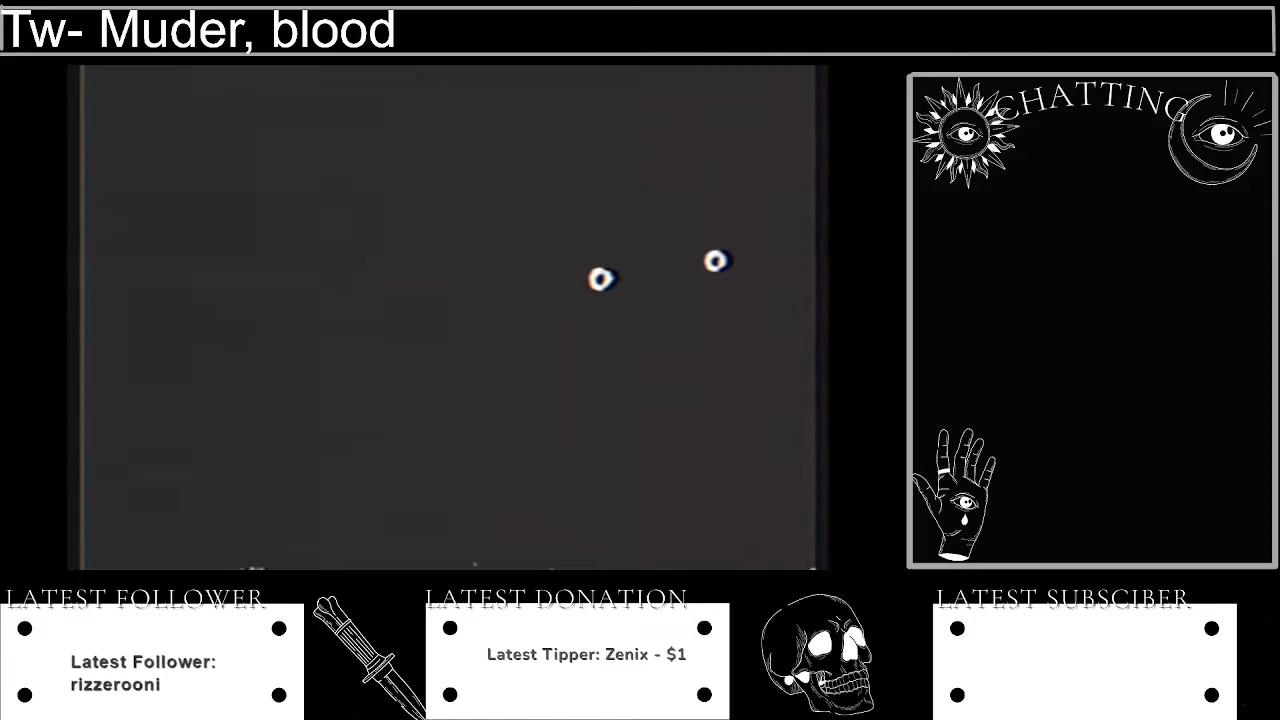 Tw- Muder, blood
CHATTING
LATEST FOLLOWER
LATEST DONATION
LATEST SUBSCIBER
Latest Follower:
rizzerooni
Latest Tipper: Zenix - $1